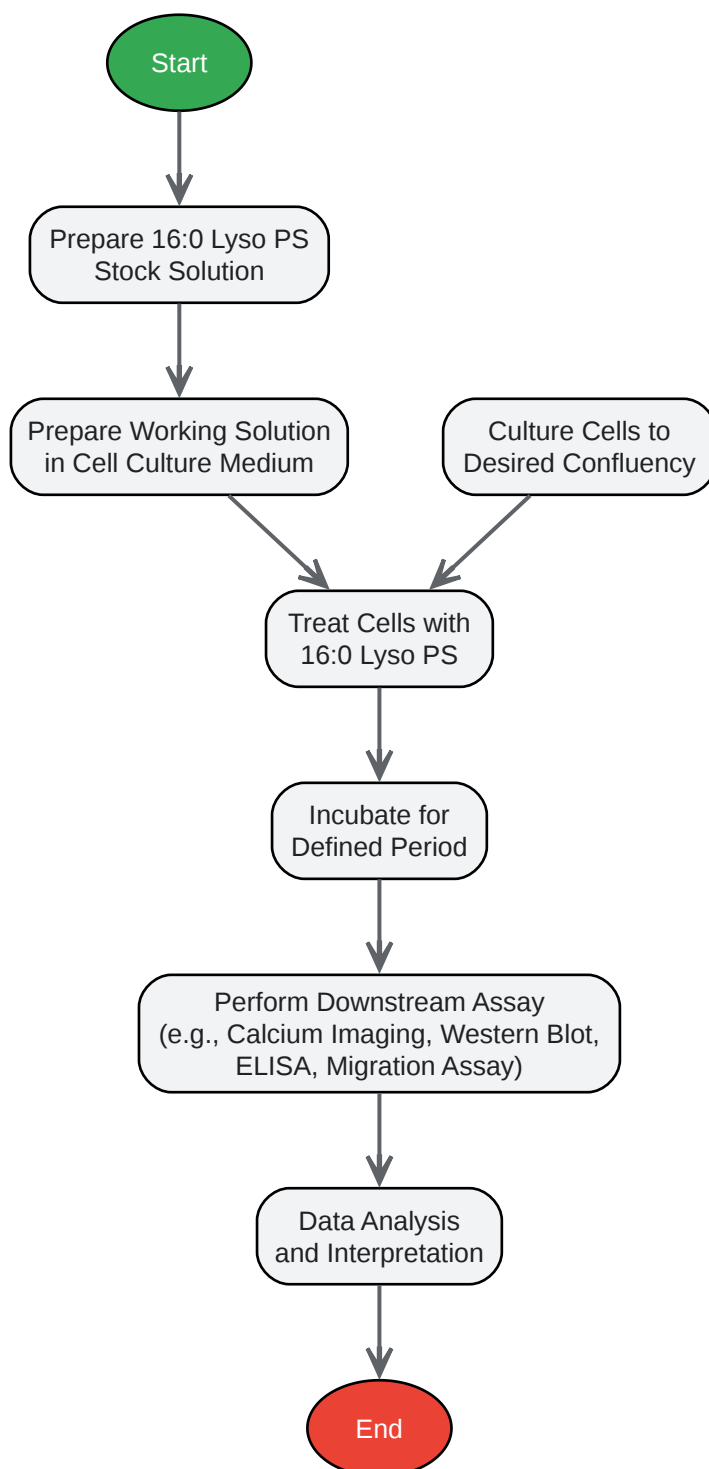 Start
Prepare 16:0 Lyso PS
Stock Solution
Prepare Working Solution
in Cell Culture Medium
Culture Cells to
Desired Confluency
Treat Cells with
16:0 Lyso PS
Incubate for
Defined Period
Perform Downstream Assay
(e.g., Calcium Imaging, Western Blot,
ELISA, Migration Assay)
Data Analysis
and Interpretation
End